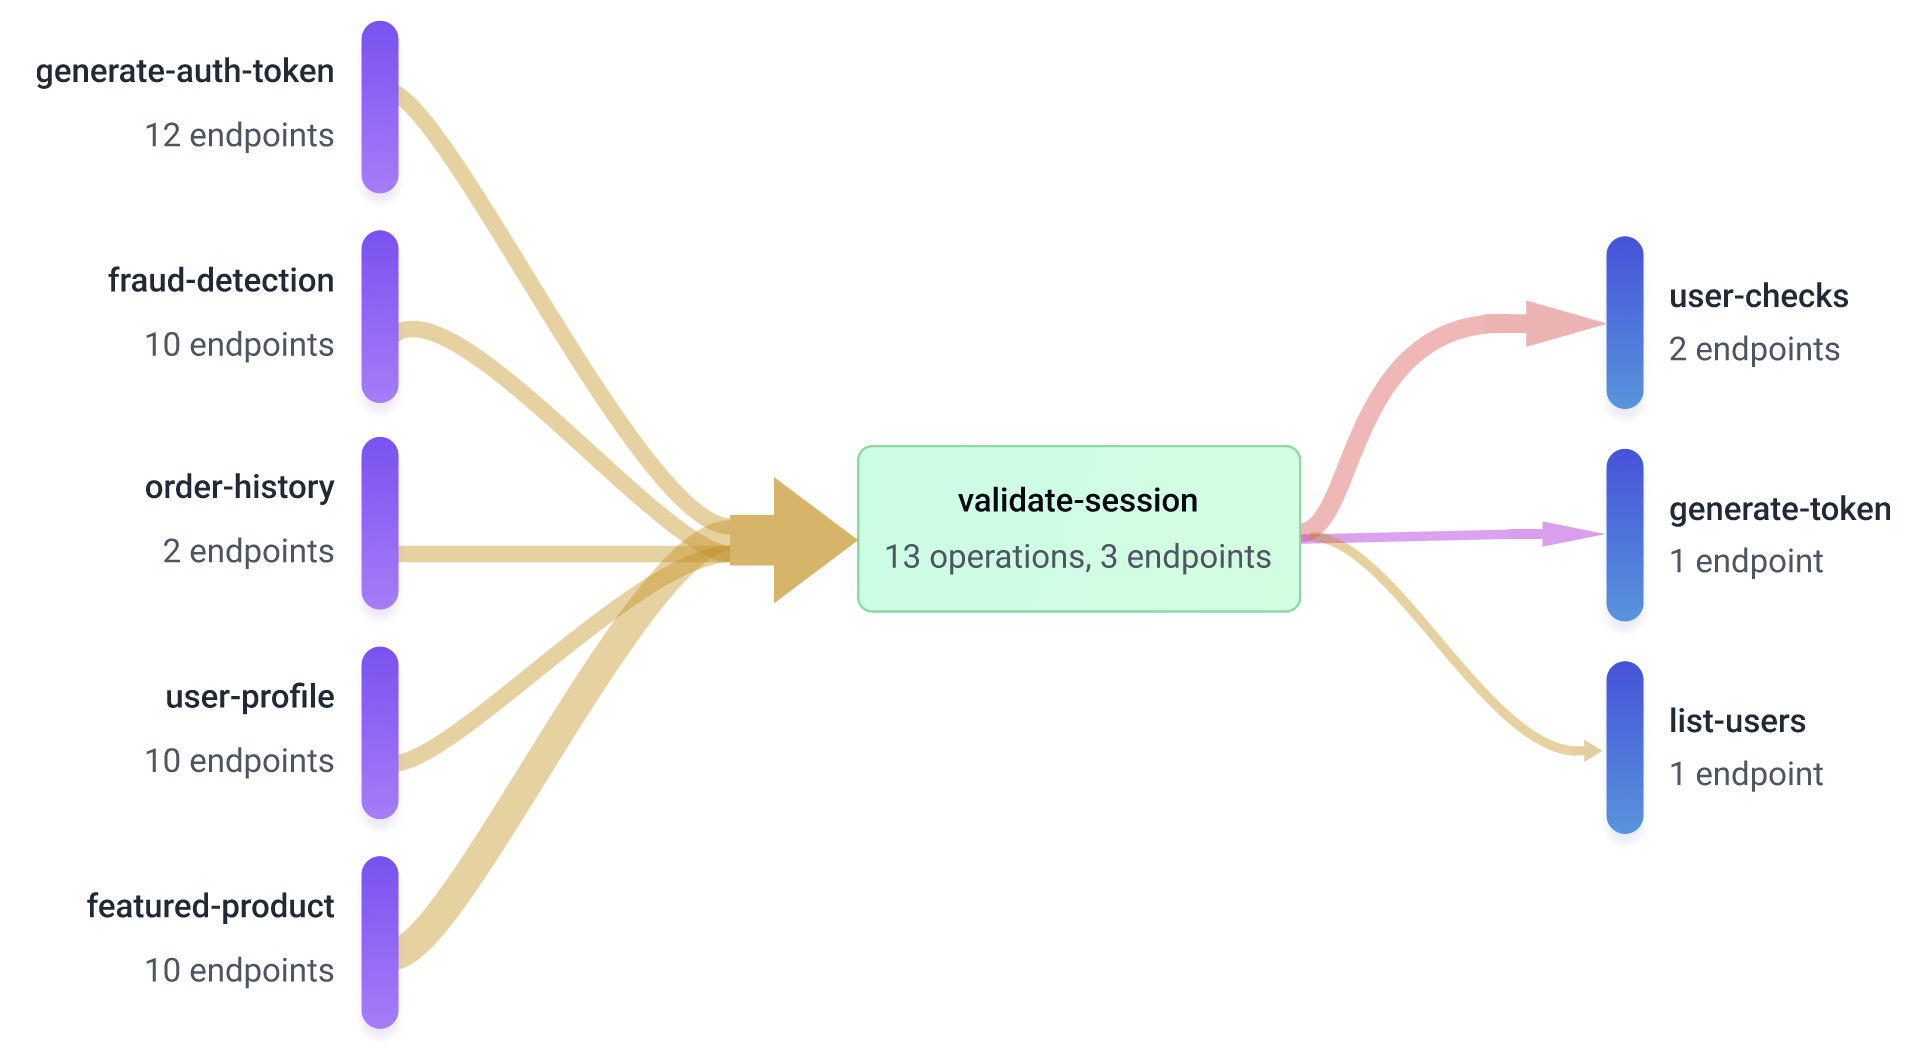 generate-auth-token
12 endpoints
fraud-detection
10 endpoints
order-history
2 endpoints
user-profile
10 endpoints
featured-product
10 endpoints
validate-session
13 operations, 3 endpoints
user-checks
2 endpoints
generate-token
1 endpoint
list-users
1 endpoint